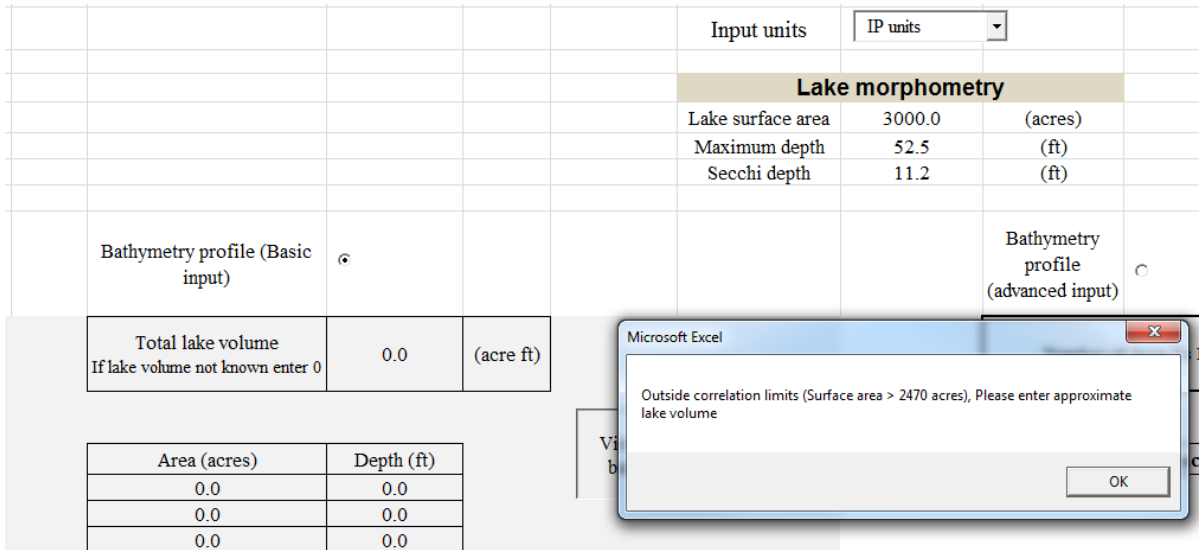 Input units IP units
Lake morphometry
Lake surface area 3000.0 (acres)
Maximum depth 52.5 (ft)
Secchi depth 11.2 (ft)
Bathymetry profile (Basic
input)
Bathymetry
profile
(advanced input)
Total lake volume
If lake volume not known enter 0
0.0 (acre ft)
Microsoft Excel
Outside correlation limits (Surface area > 2470 acres), Please enter approximate
lake volume
OK
Area (acres) Depth (ft)
0.0 0.0
0.0 0.0
0.0 0.0